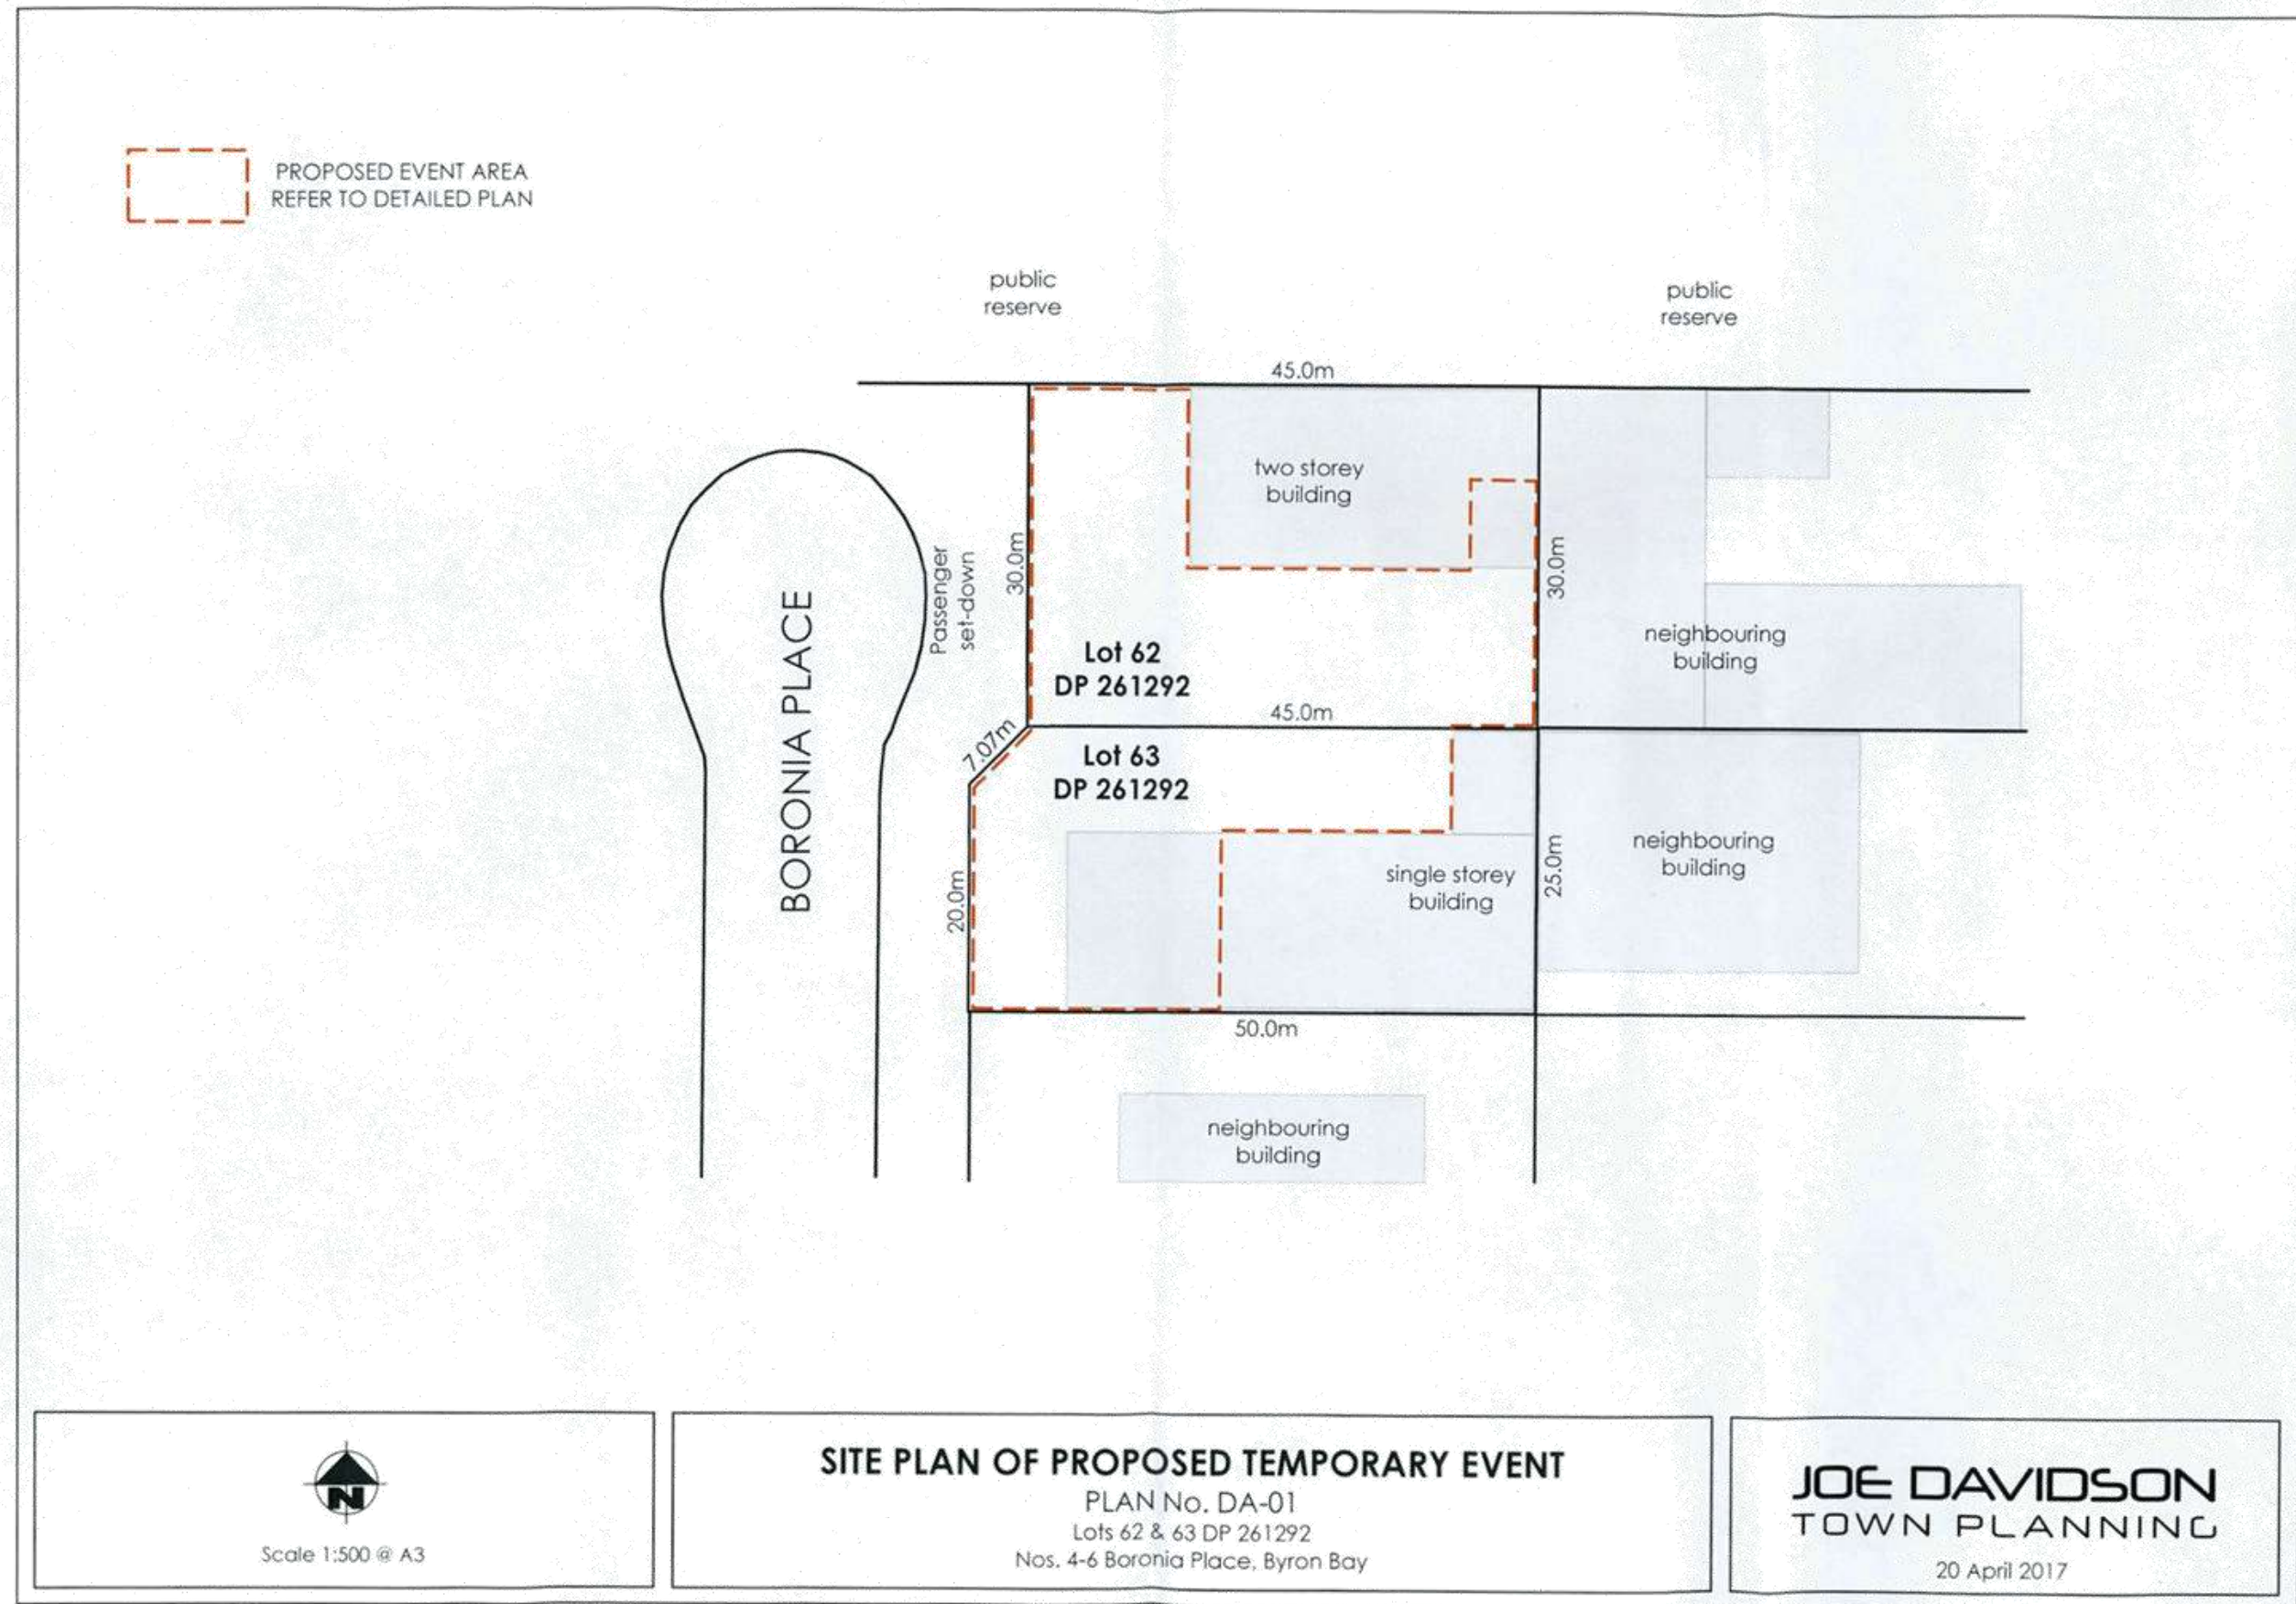 PROPOSED EVENT AREA
REFER TO DETAILED PLAN
public
reserve
public
reserve
45.0m
two storey
building
Passenger
set-down
30.0m
30.0m
BORONIA PLACE
neighbouring
building
Lot 62
DP 261292
45.0m
7.07m
Lot 63
DP 261292
20.0m
single storey
building
25.0m
neighbouring
building
50.0m
neighbouring
building
N
Scale 1:500 @ A3
SITE PLAN OF PROPOSED TEMPORARY EVENT
PLAN No. DA-01
Lots 62 & 63 DP 261292
Nos. 4-6 Boronia Place, Byron Bay
JOE DAVIDSON
TOWN PLANNING
20 April 2017